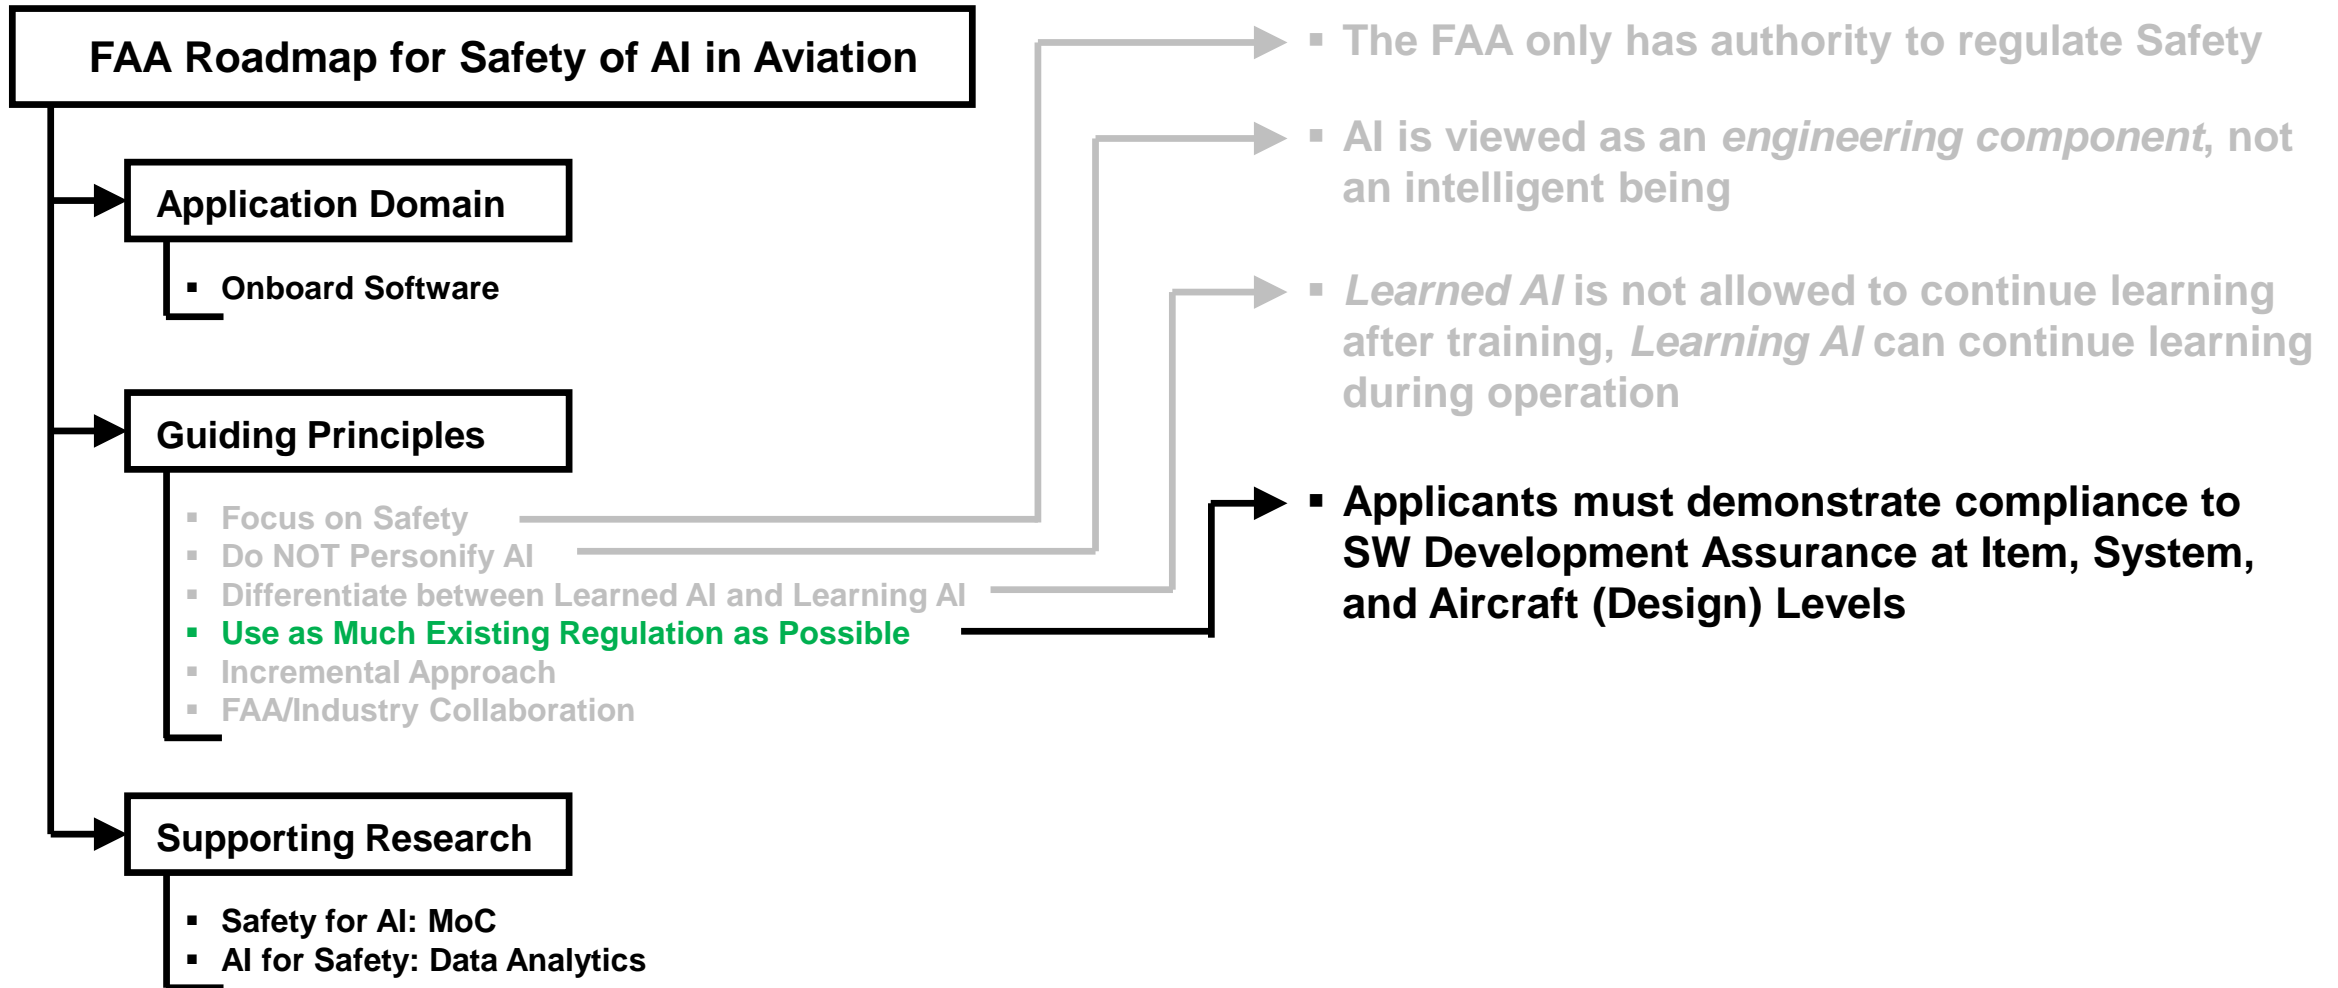 FAA Roadmap for Safety of AI in Aviation
Application Domain
▪ Onboard Software
Guiding Principles
▪ Focus on Safety
▪ Do NOT Personify AI
▪ Differentiate between Learned AI and Learning AI
▪ Use as Much Existing Regulation as Possible
▪ Incremental Approach
▪ FAA/Industry Collaboration
Supporting Research
▪ Safety for AI: MoC
▪ AI for Safety: Data Analytics
▪ The FAA only has authority to regulate Safety
▪ AI is viewed as an engineering component, not
an intelligent being
▪ Learned AI is not allowed to continue learning
after training, Learning AI can continue learning
during operation
▪ Applicants must demonstrate compliance to
SW Development Assurance at Item, System,
and Aircraft (Design) Levels